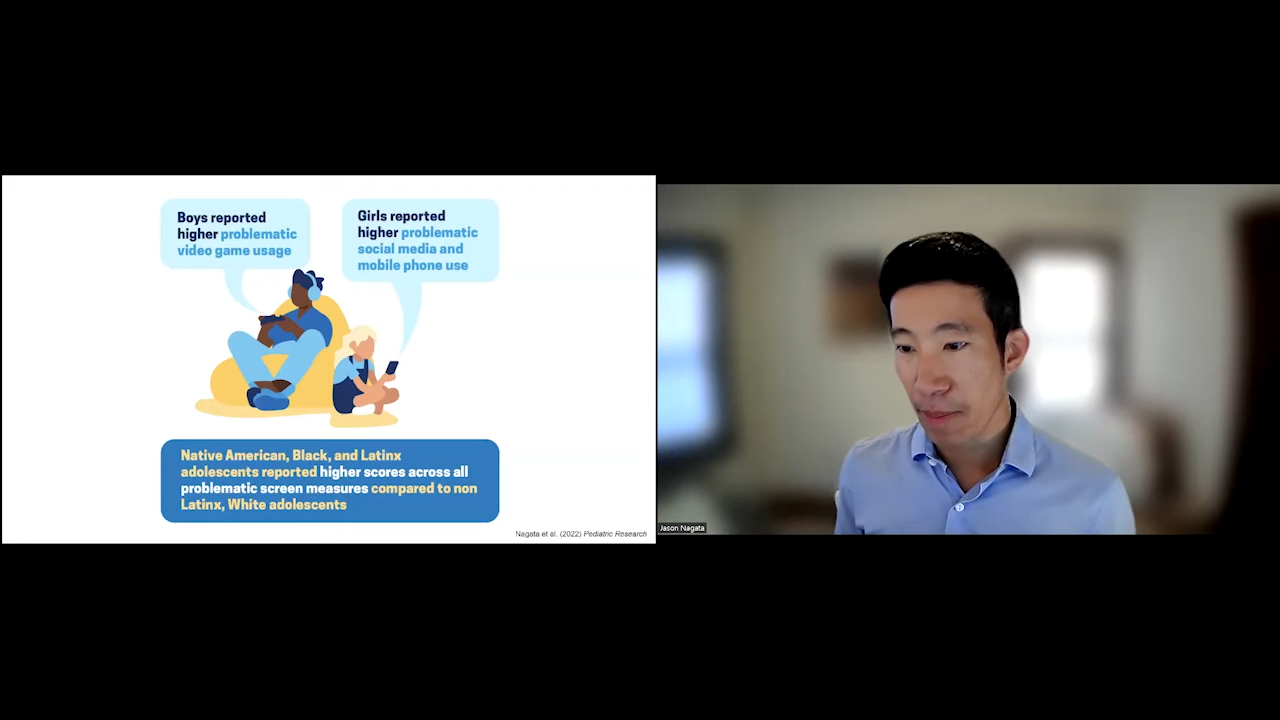 Boys reported
higher problematic
video game usage
Girls reported
higher problematic
social media and
mobile phone use
Native American, Black, and Latinx
adolescents reported higher scores across all
problematic screen measures compared to non
Latinx, White adolescents
Nagata et al. (2022) Pediatric Research
Jason Nagata